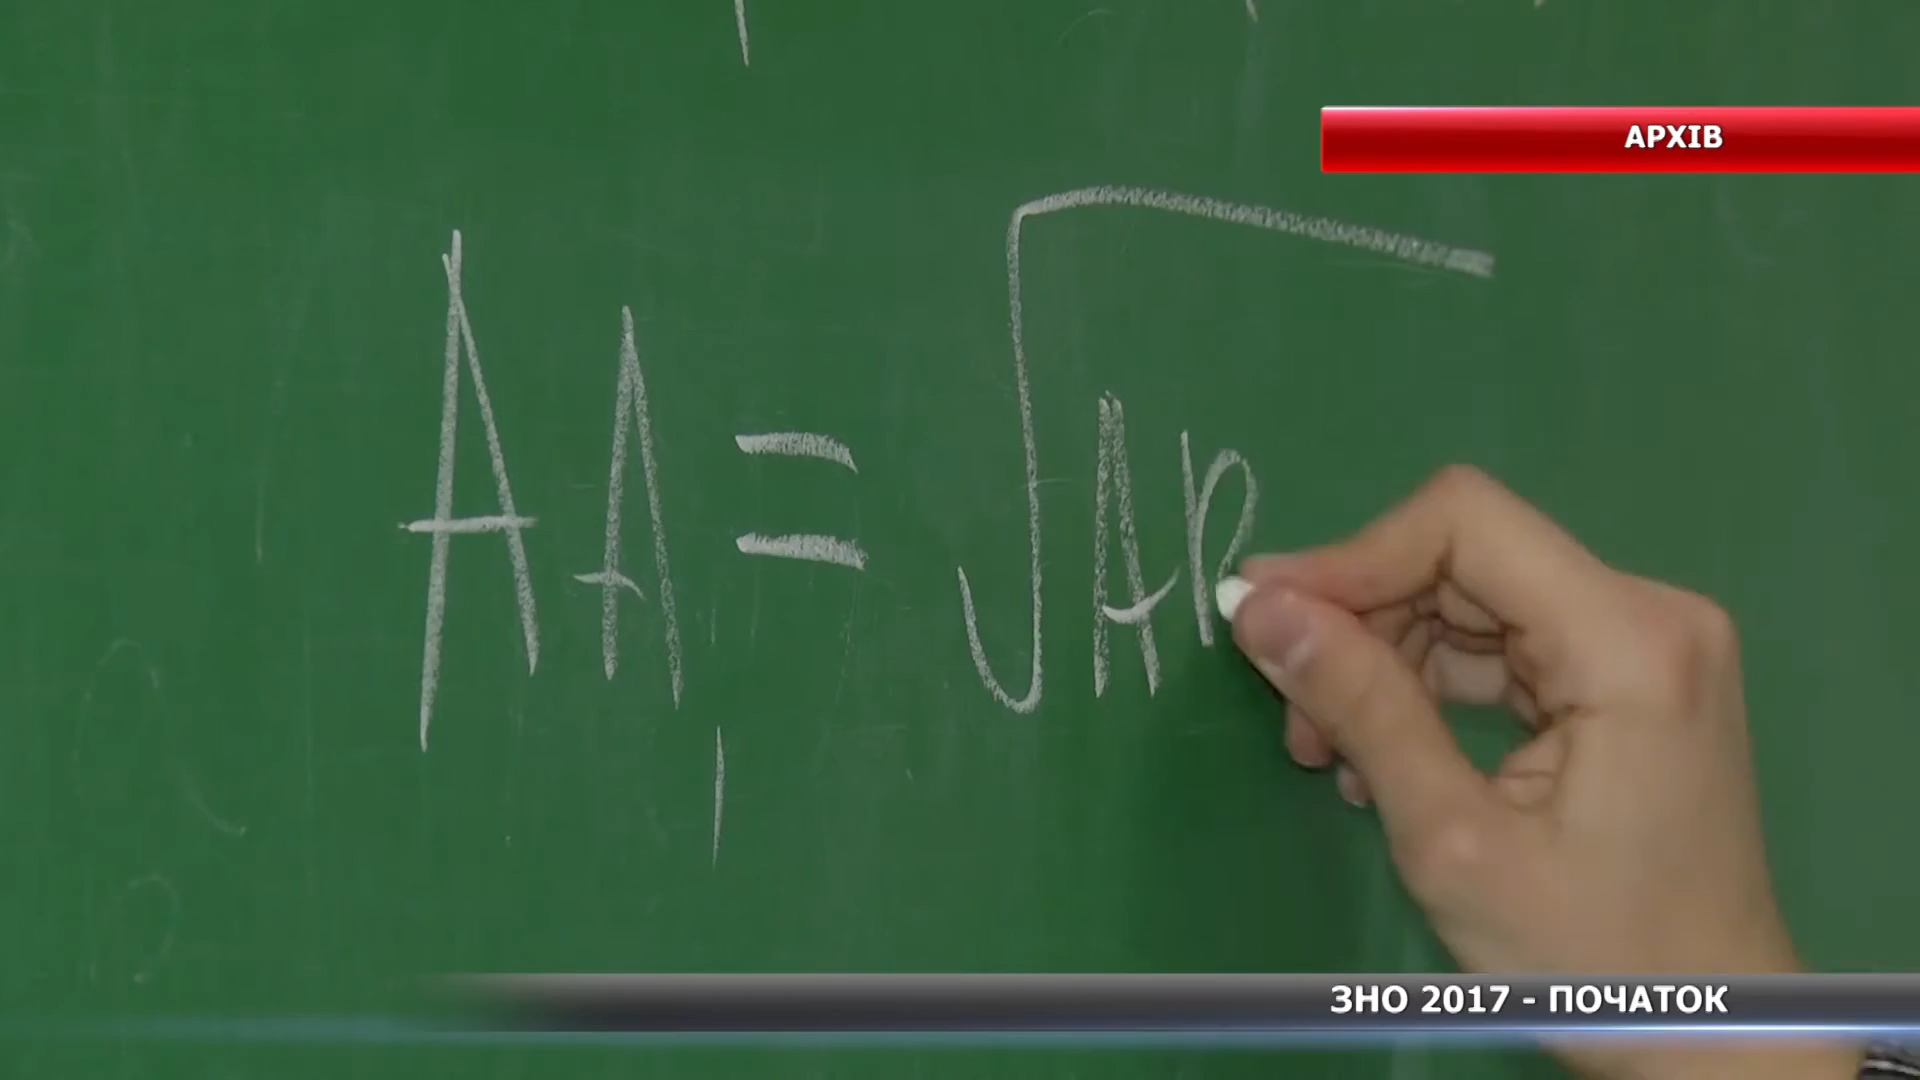 АРХІВ
AA = √AB
ЗНО 2017 - ПОЧАТОК